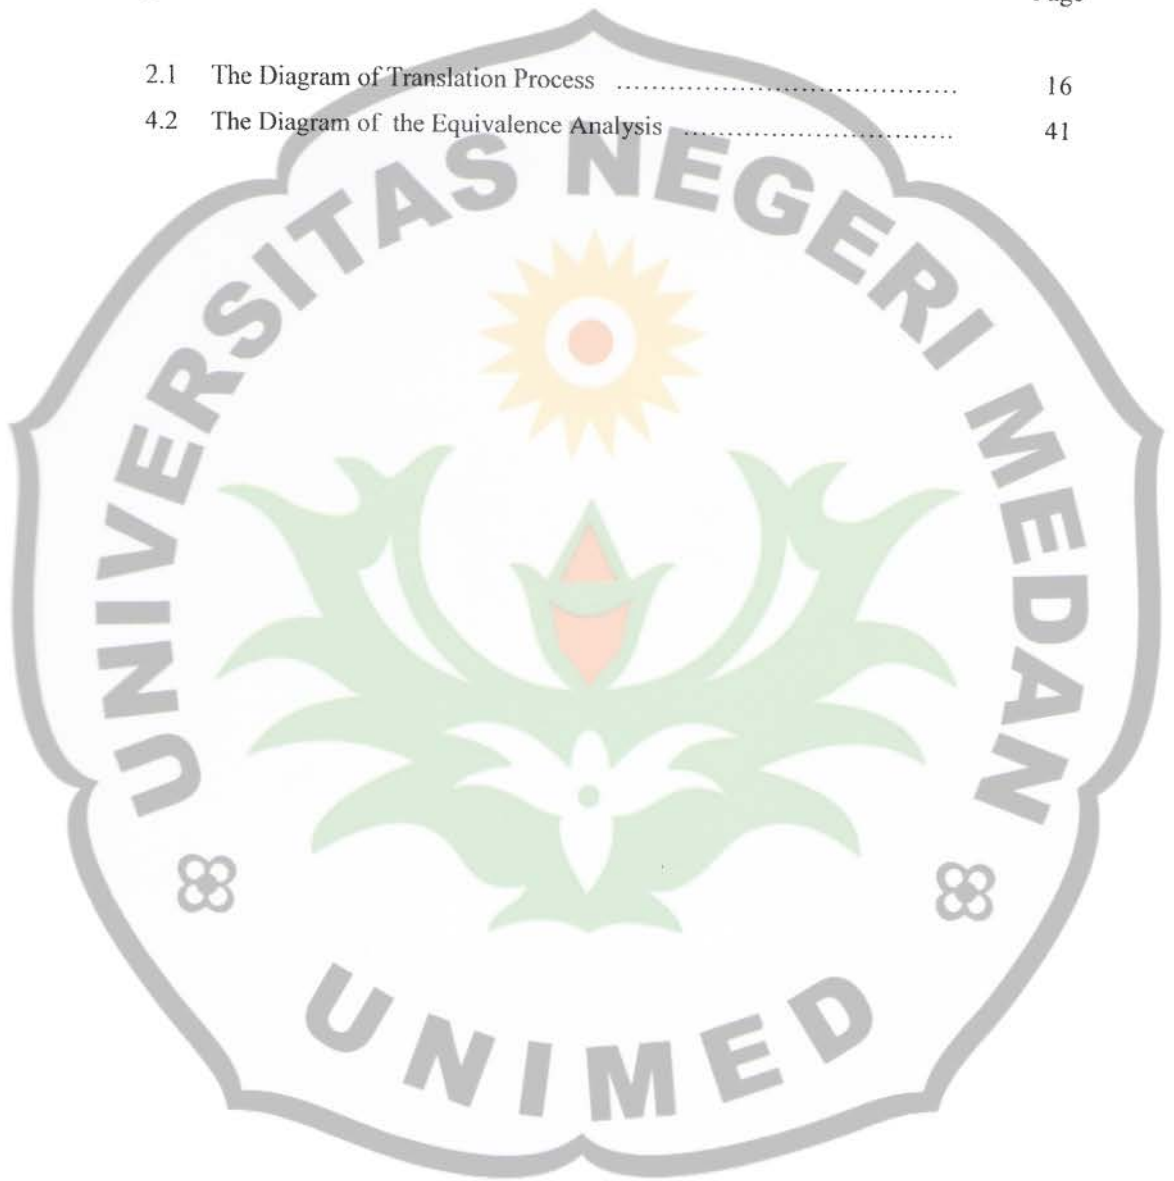 Page
2.1 The Diagram of Translation Process ..................................... 16
4.2 The Diagram of the Equivalence Analysis ............................. 41
UNIVERSITAS NEGERI MEDAN
UNIMED